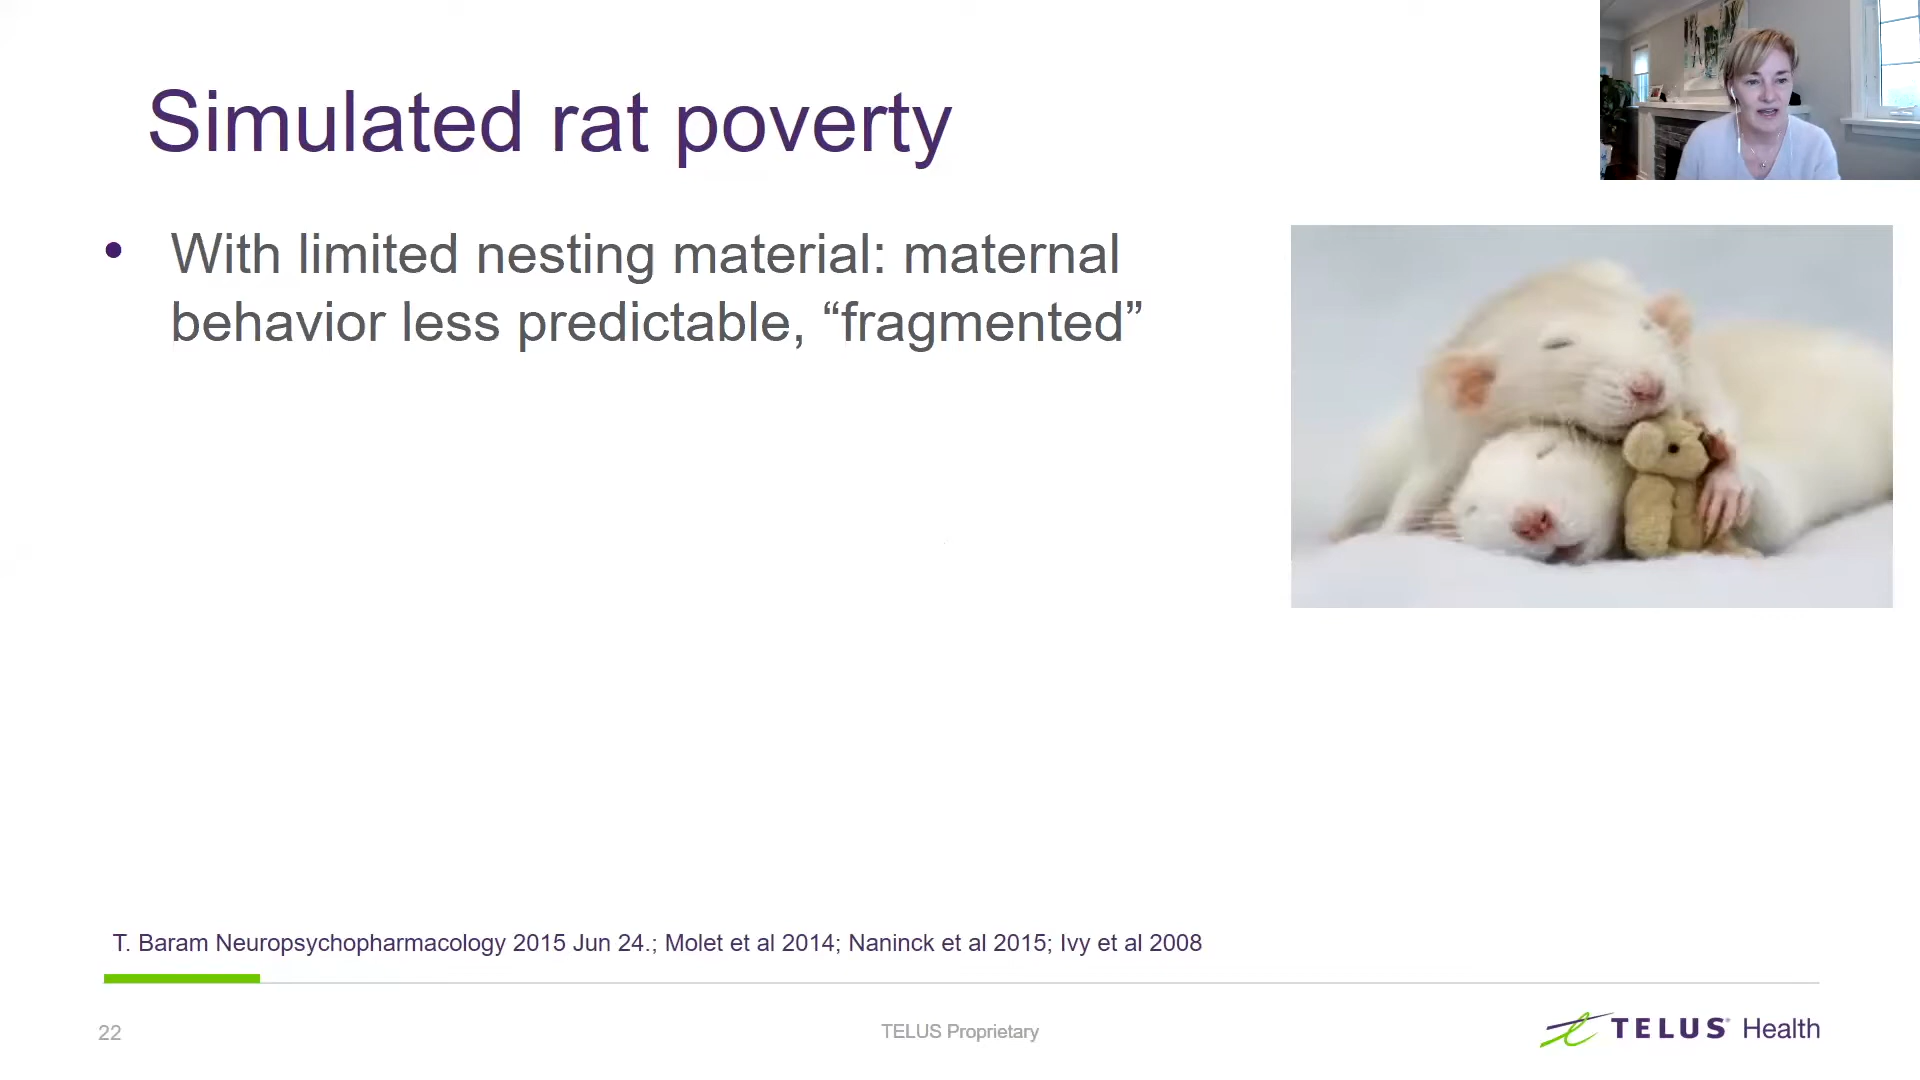 Simulated rat poverty
• With limited nesting material: maternal
behavior less predictable, “fragmented”
T. Baram Neuropsychopharmacology 2015 Jun 24.; Molet et al 2014; Naninck et al 2015; Ivy et al 2008
22
TELUS Proprietary
TELUS® Health